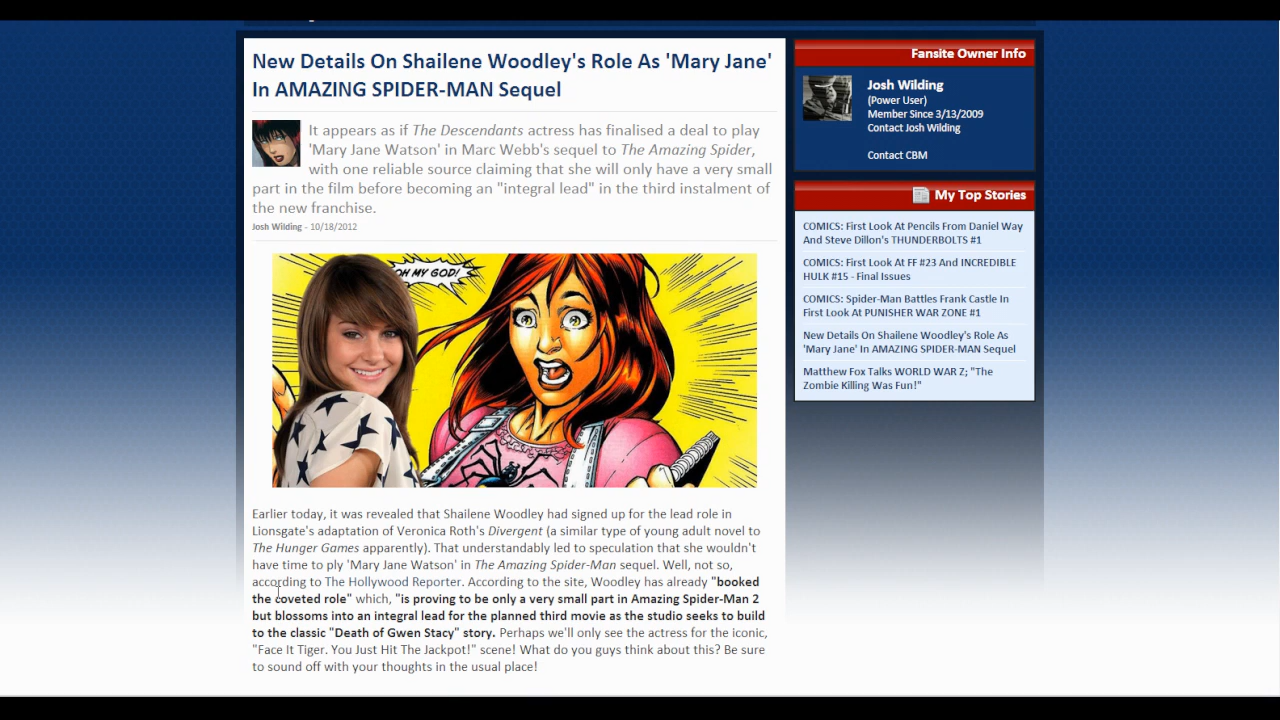 New Details On Shailene Woodley's Role As 'Mary Jane'
In AMAZING SPIDER-MAN Sequel
It appears as if The Descendants actress has finalised a deal to play
'Mary Jane Watson' in Marc Webb's sequel to The Amazing Spider,
with one reliable source claiming that she will only have a very small
part in the film before becoming an "integral lead" in the third instalment of
the new franchise.
Josh Wilding - 10/18/2012
OH MY GOD!
Earlier today, it was revealed that Shailene Woodley had signed up for the lead role in
Lionsgate's adaptation of Veronica Roth's Divergent (a similar type of young adult novel to
The Hunger Games apparently). That understandably led to speculation that she wouldn't
have time to ply 'Mary Jane Watson' in The Amazing Spider-Man sequel. Well, not so,
according to The Hollywood Reporter. According to the site, Woodley has already "booked
the coveted role" which, "is proving to be only a very small part in Amazing Spider-Man 2
but blossoms into an integral lead for the planned third movie as the studio seeks to build
to the classic "Death of Gwen Stacy" story. Perhaps we'll only see the actress for the iconic,
"Face It Tiger. You Just Hit The Jackpot!" scene! What do you guys think about this? Be sure
to sound off with your thoughts in the usual place!
Fansite Owner Info
Josh Wilding
(Power User)
Member Since 3/13/2009
Contact Josh Wilding
Contact CBM
My Top Stories
COMICS: First Look At Pencils From Daniel Way
And Steve Dillon's THUNDERBOLTS #1
COMICS: First Look At FF #23 And INCREDIBLE
HULK #15 - Final Issues
COMICS: Spider-Man Battles Frank Castle In
First Look At PUNISHER WAR ZONE #1
New Details On Shailene Woodley's Role As
'Mary Jane' In AMAZING SPIDER-MAN Sequel
Matthew Fox Talks WORLD WAR Z; "The
Zombie Killing Was Fun!"